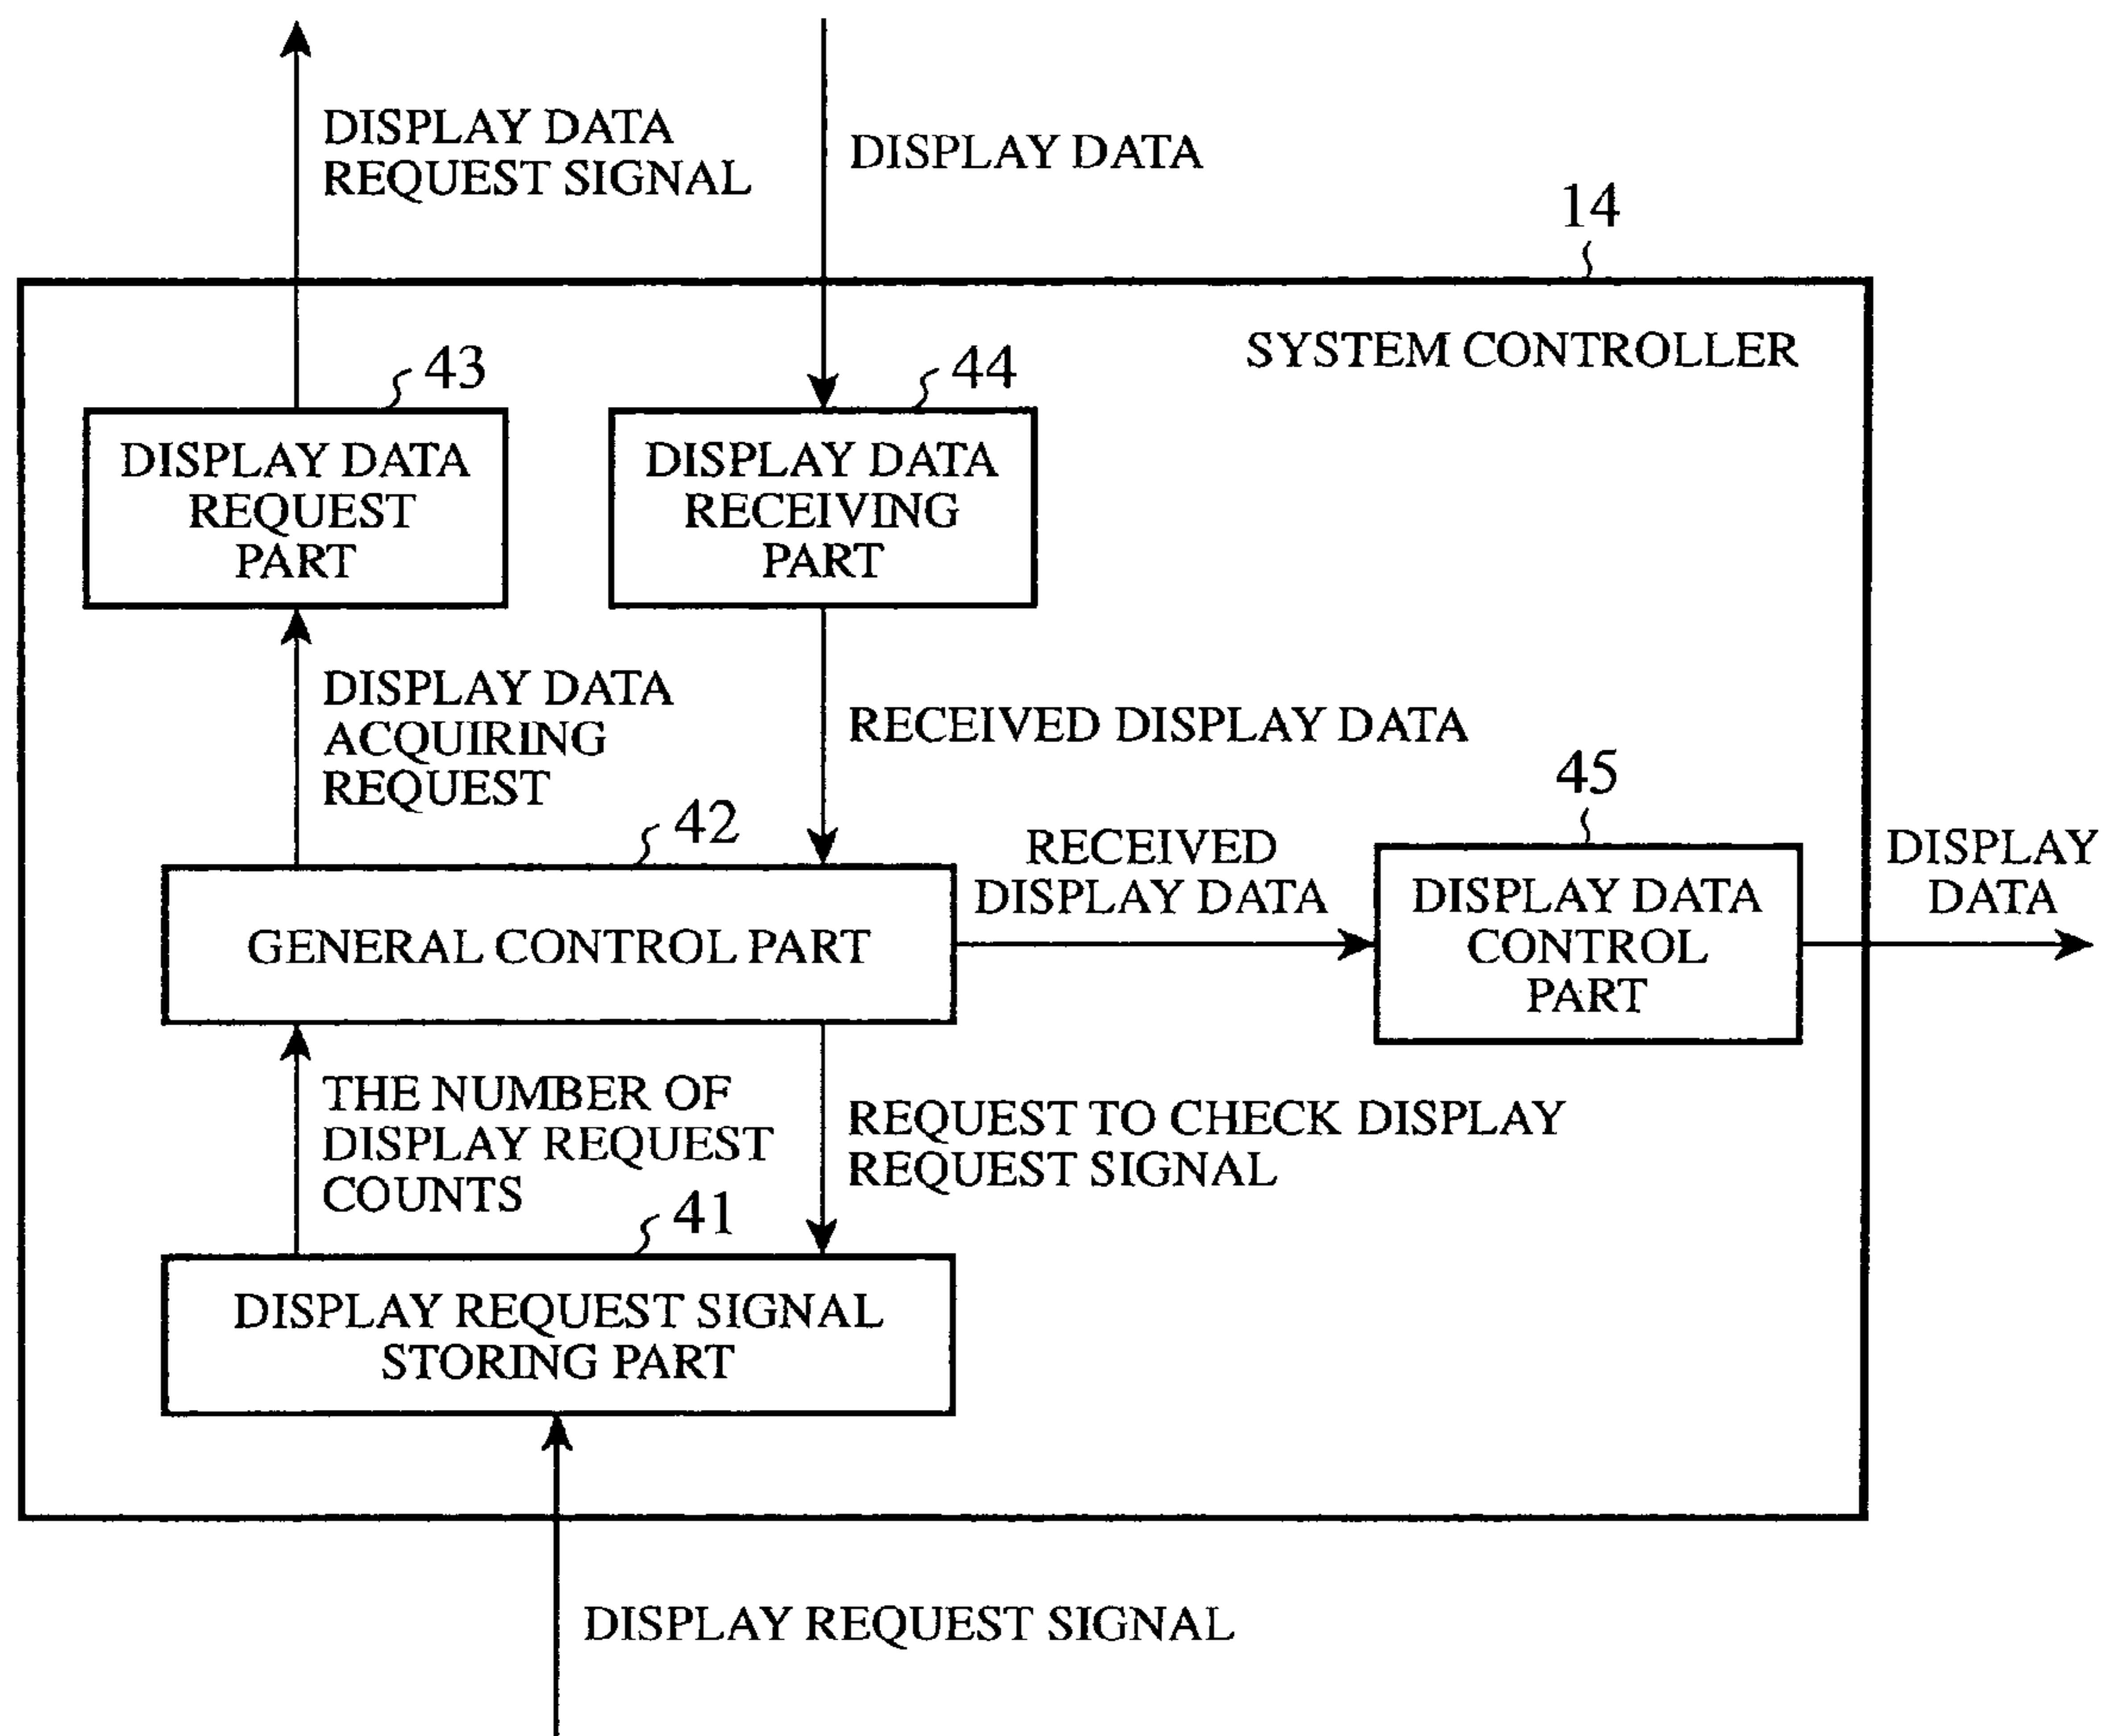 DISPLAY DATA
REQUEST SIGNAL
DISPLAY DATA
14
SYSTEM CONTROLLER
43
44
DISPLAY DATA
REQUEST
PART
DISPLAY DATA
RECEIVING
PART
DISPLAY DATA
ACQUIRING
REQUEST
RECEIVED DISPLAY DATA
42
45
RECEIVED
DISPLAY DATA
GENERAL CONTROL PART
DISPLAY DATA
CONTROL
PART
DISPLAY
DATA
THE NUMBER OF
DISPLAY REQUEST
COUNTS
REQUEST TO CHECK DISPLAY
REQUEST SIGNAL
41
DISPLAY REQUEST SIGNAL
STORING PART
DISPLAY REQUEST SIGNAL